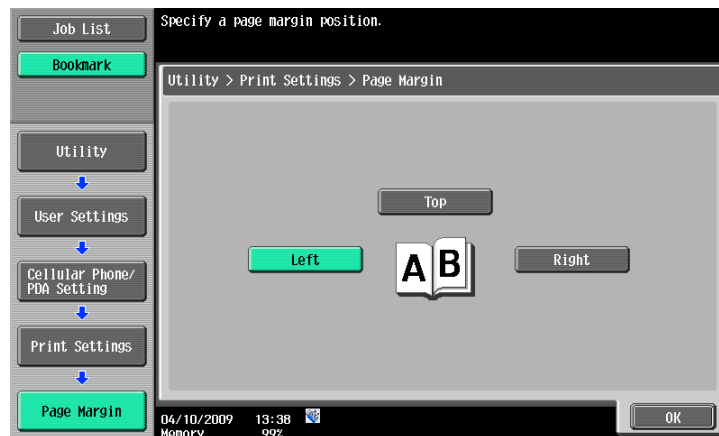 Job List
Bookmark
Specify a page margin position.
Utility > Print Settings > Page Margin
Utility
User Settings
Cellular Phone/
PDA Setting
Print Settings
Page Margin
Top
Left
AB
Right
04/10/2009 13:38
Memory 99%
OK